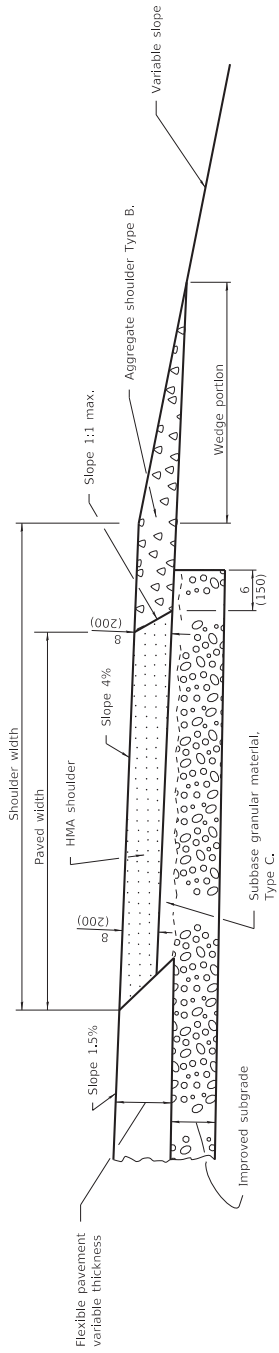 Shoulder width
Paved width
Slope 1:1 max.
Aggregate shoulder Type B.
Variable slope
Slope 4%
HMA shoulder
8
(200)
8
(200)
Slope 1.5%
Flexible pavement
variable thickness
Improved subgrade
Subbase granular material.
Type C.
6
(150)
Wedge portion